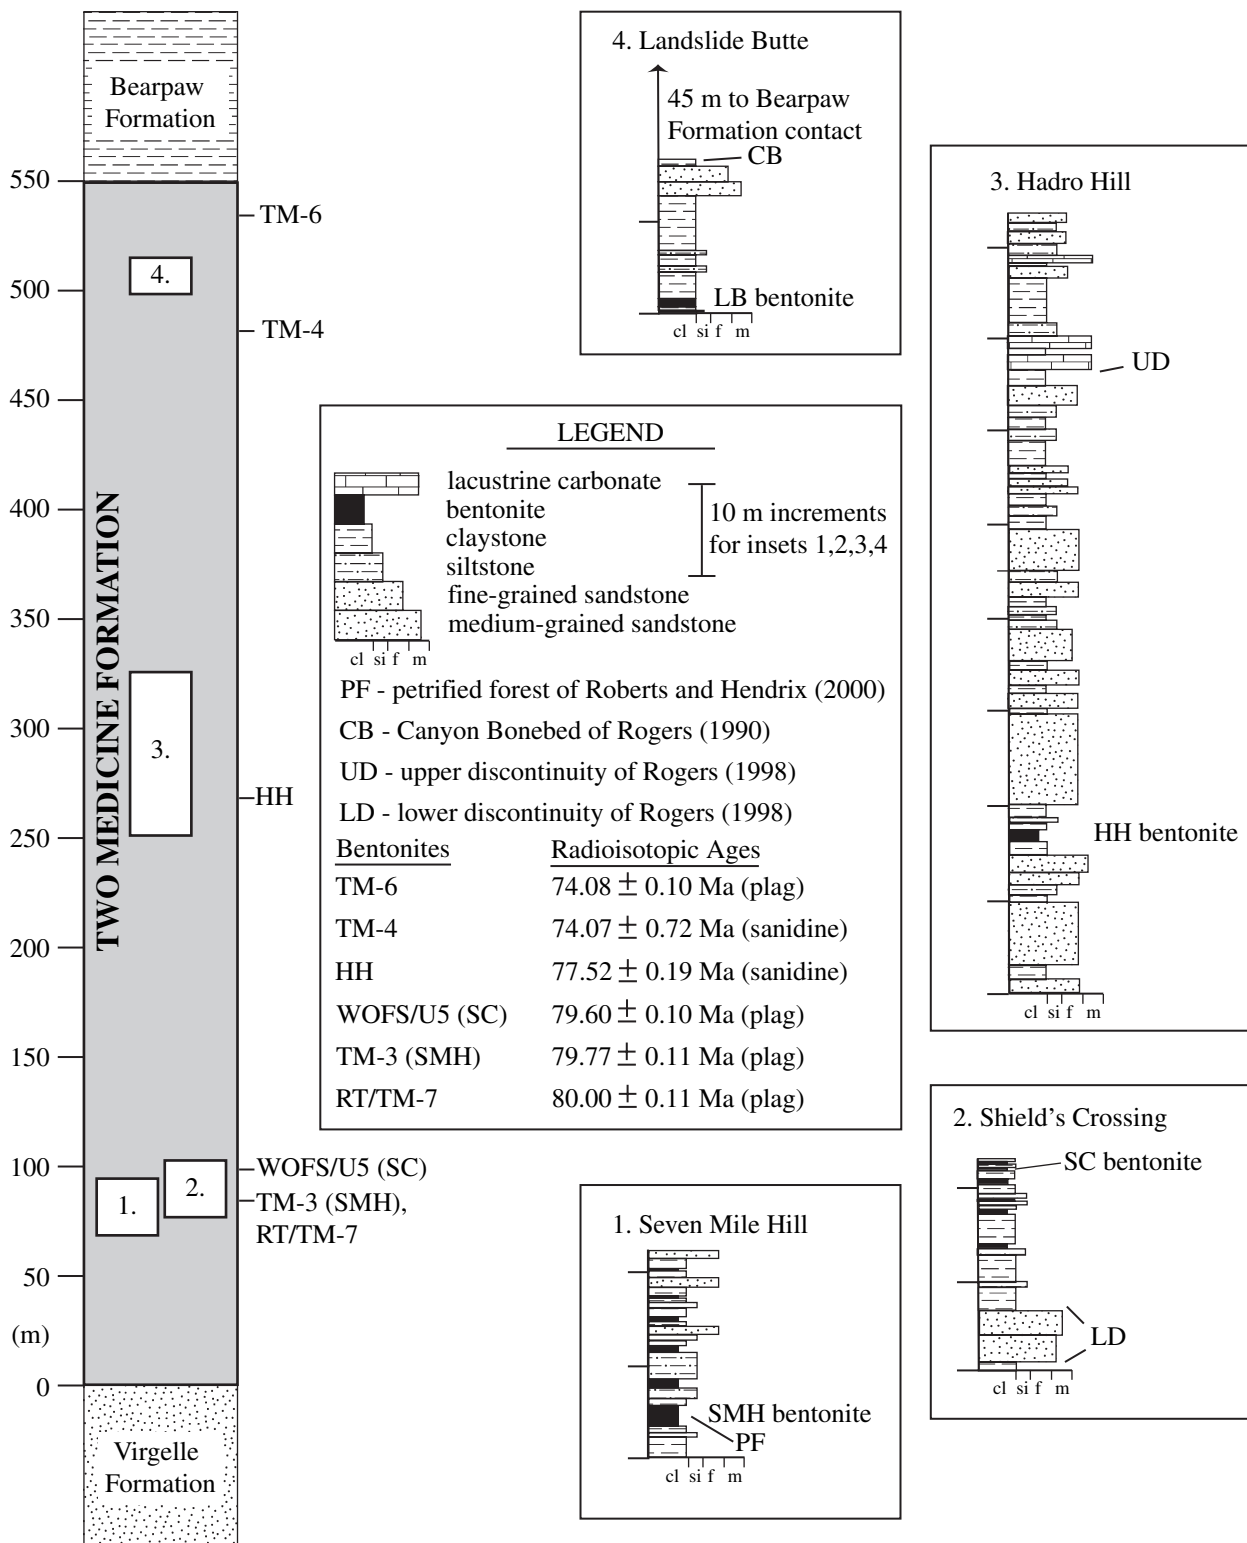 Bearpaw
Formation
550
500
450
400
350
300
250
200
150
100
50
(m)
0
TWO MEDICINE FORMATION
4.
3.
2.
1.
TM-6
TM-4
HH
WOFS/U5 (SC)
TM-3 (SMH),
RT/TM-7
Virgelle
Formation
4. Landslide Butte
45 m to Bearpaw
Formation contact
CB
LB bentonite
cl si f m
LEGEND
lacustrine carbonate
bentonite
claystone
siltstone
fine-grained sandstone
medium-grained sandstone
10 m increments
for insets 1,2,3,4
cl si f m
PF - petrified forest of Roberts and Hendrix (2000)
CB - Canyon Bonebed of Rogers (1990)
UD - upper discontinuity of Rogers (1998)
LD - lower discontinuity of Rogers (1998)
Bentonites Radioisotopic Ages
TM-6 74.08 ± 0.10 Ma (plag)
TM-4 74.07 ± 0.72 Ma (sanidine)
HH 77.52 ± 0.19 Ma (sanidine)
WOFS/U5 (SC) 79.60 ± 0.10 Ma (plag)
TM-3 (SMH) 79.77 ± 0.11 Ma (plag)
RT/TM-7 80.00 ± 0.11 Ma (plag)
3. Hadro Hill
UD
HH bentonite
cl si f m
2. Shield's Crossing
SC bentonite
LD
cl si f m
1. Seven Mile Hill
SMH bentonite
PF
cl si f m